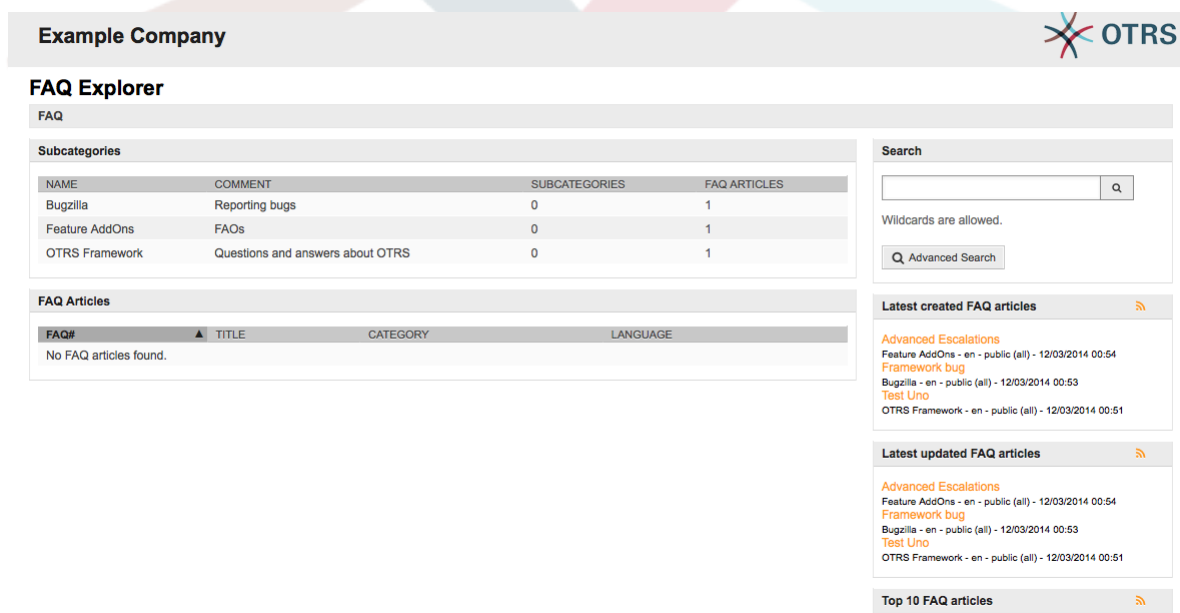 Example Company
OTRS
FAQ Explorer
FAQ
Subcategories
NAME COMMENT SUBCATEGORIES FAQ ARTICLES
Bugzilla Reporting bugs 0 1
Feature AddOns FAOs 0 1
OTRS Framework Questions and answers about OTRS 0 1
FAQ Articles
FAQ# ▲ TITLE CATEGORY LANGUAGE
No FAQ articles found.
Search
Wildcards are allowed.
Advanced Search
Latest created FAQ articles
Advanced Escalations
Feature AddOns - en - public (all) - 12/03/2014 00:54
Framework bug
Bugzilla - en - public (all) - 12/03/2014 00:53
Test Uno
OTRS Framework - en - public (all) - 12/03/2014 00:51
Latest updated FAQ articles
Advanced Escalations
Feature AddOns - en - public (all) - 12/03/2014 00:54
Framework bug
Bugzilla - en - public (all) - 12/03/2014 00:53
Test Uno
OTRS Framework - en - public (all) - 12/03/2014 00:51
Top 10 FAQ articles